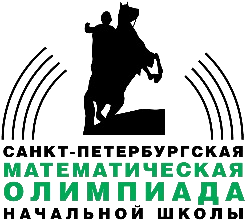 САНКТ-ПЕТЕРБУРГСКАЯ
МАТЕМАТИЧЕСКАЯ
ОЛИМПИАДА
НАЧАЛЬНОЙ ШКОЛЫ